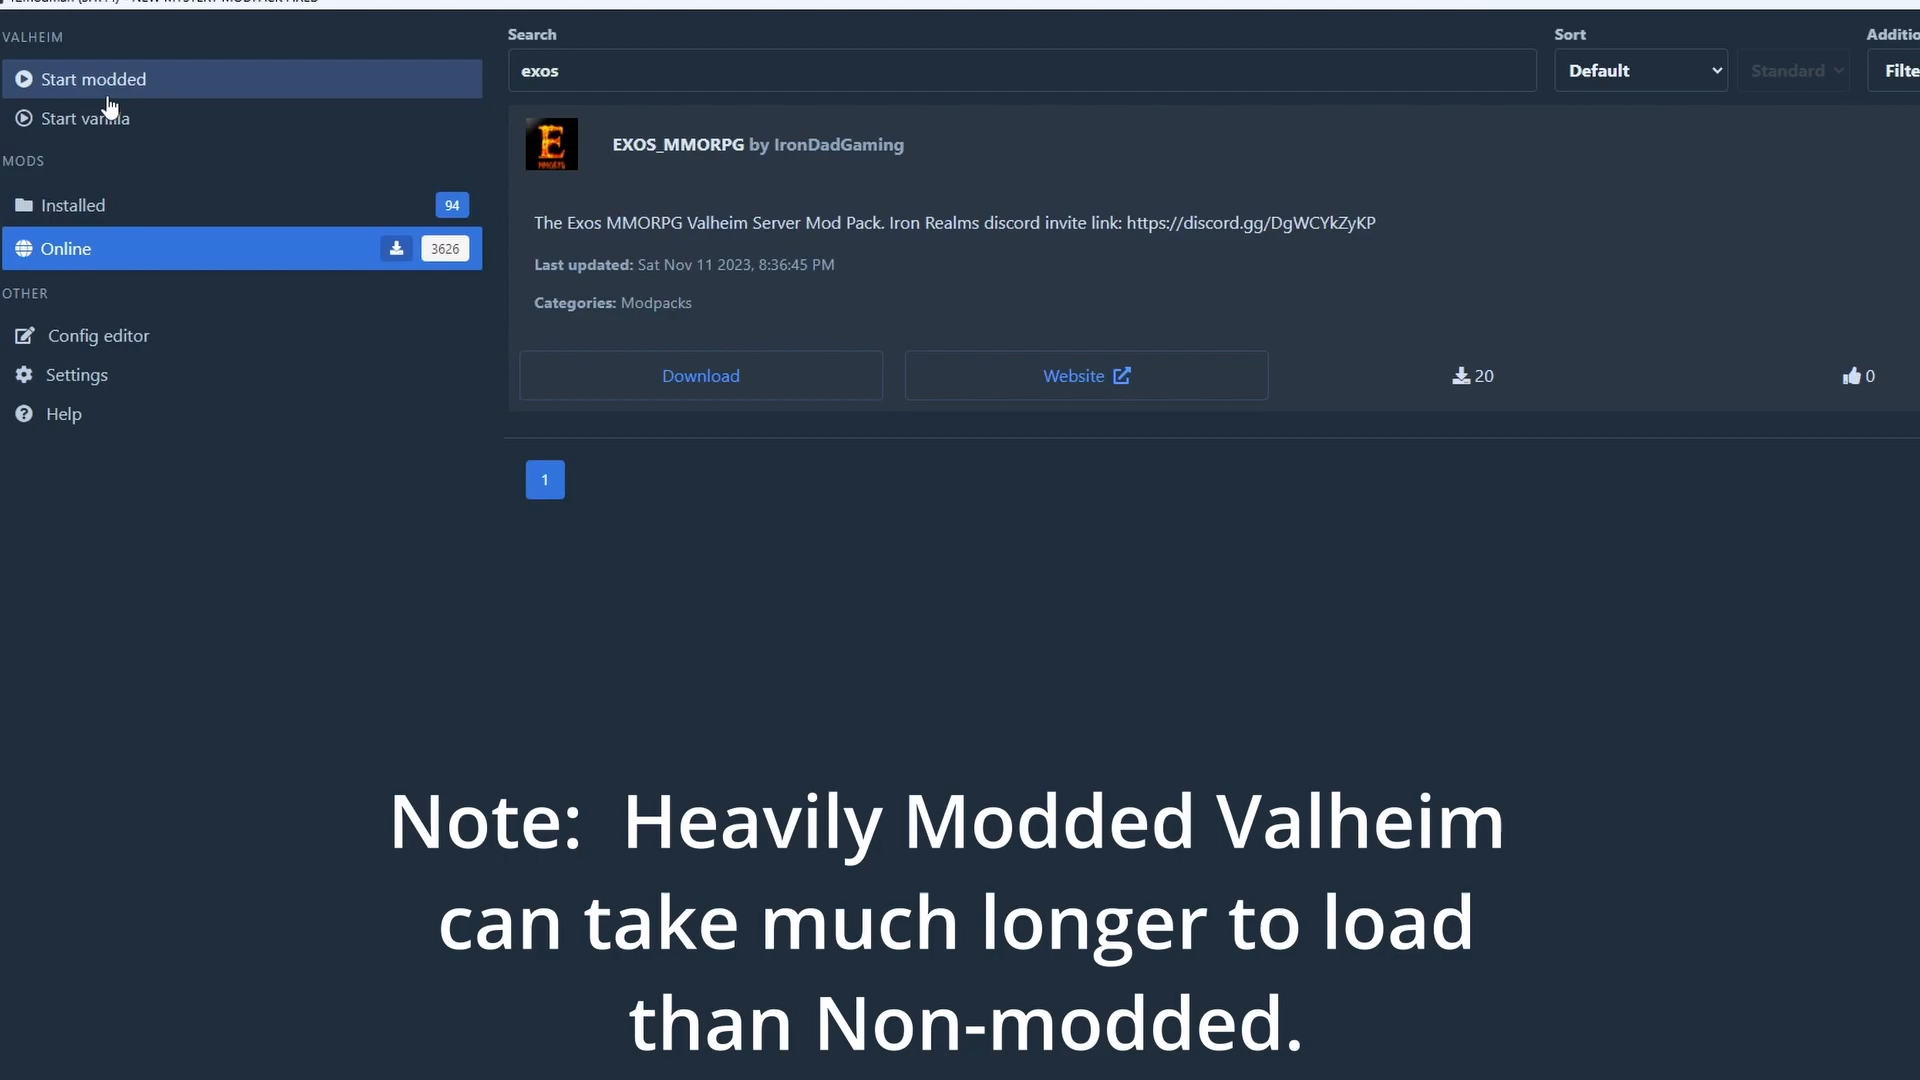 VALHEIM
Start modded
Start vanilla
MODS
Installed 94
Online 3626
OTHER
Config editor
Settings
Help
Search
exos
Sort
Default
Standard
E
EXOS_MMORPG by IronDadGaming
The Exos MMORPG Valheim Server Mod Pack. Iron Realms discord invite link: https://discord.gg/DgWCYkZyKP
Last updated: Sat Nov 11 2023, 8:36:45 PM
Categories: Modpacks
Download
Website
20
0
1
Note: Heavily Modded Valheim
can take much longer to load
than Non-modded.